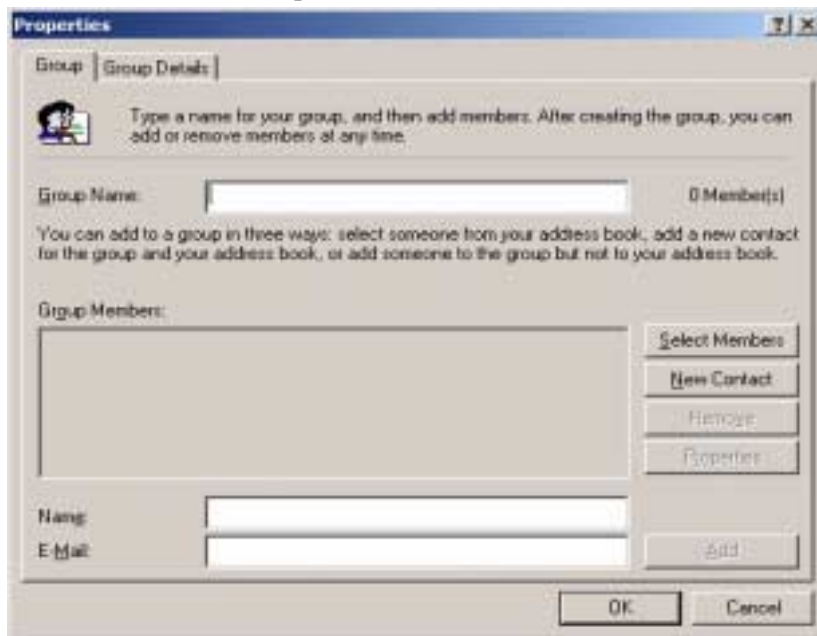 Properties
Group
Group Details
Type a name for your group, and then add members. After creating the group, you can
add or remove members at any time.
Group Name:
0 Member(s)
You can add to a group in three ways: select someone from your address book, add a new contact
for the group and your address book, or add someone to the group but not to your address book.
Group Members:
Select Members
New Contact
Remove
Properties
Name:
E-Mail:
Add
OK
Cancel